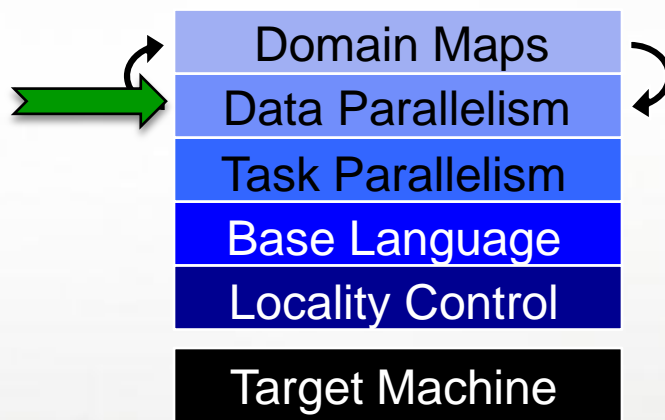 Domain Maps
Data Parallelism
Task Parallelism
Base Language
Locality Control
Target Machine